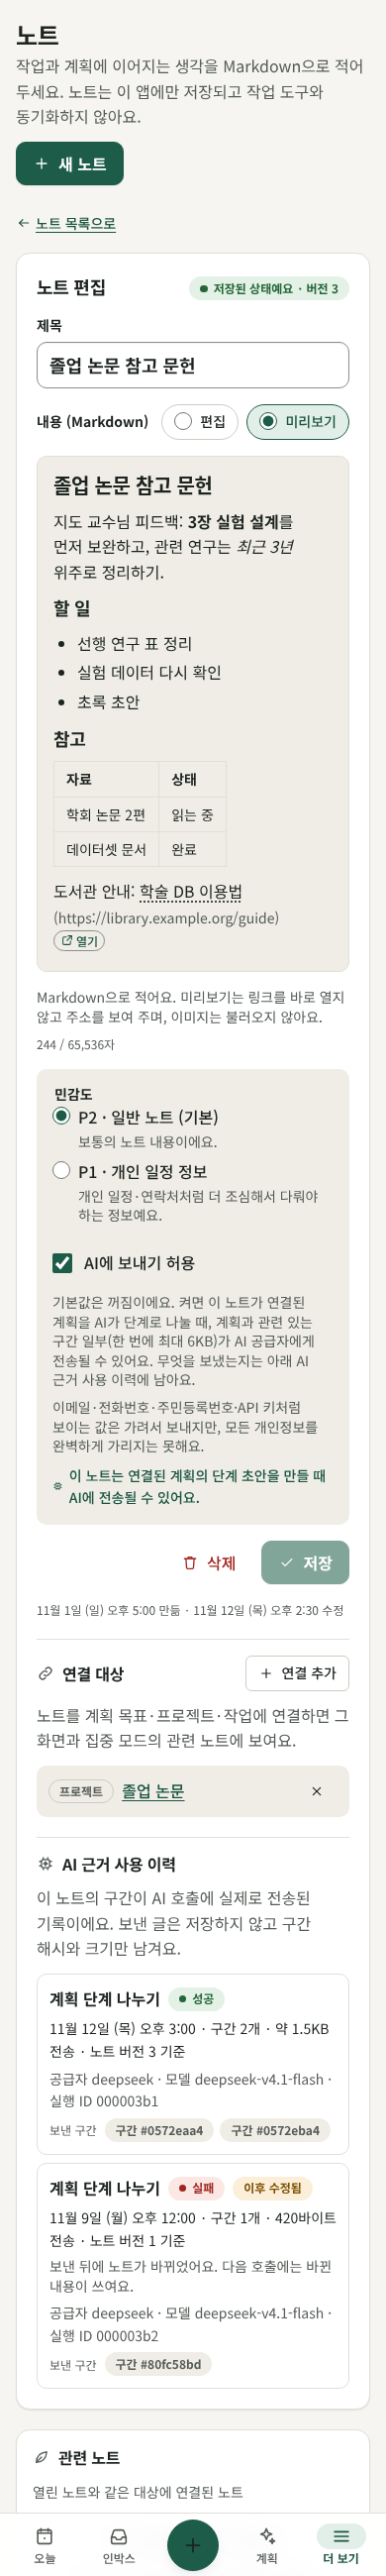 노트
작업과 계획에 이어지는 생각을 Markdown으로 적어
두세요. 노트는 이 앱에만 저장되고 작업 도구와
동기화하지 않아요.
+ 새 노트
← 노트 목록으로
노트 편집
저장된 상태예요 · 버전 3
제목
졸업 논문 참고 문헌
내용 (Markdown)
편집
미리보기
졸업 논문 참고 문헌
지도 교수님 피드백: 3장 실험 설계를
먼저 보완하고, 관련 연구는 최근 3년
위주로 정리하기.
할 일
• 선행 연구 표 정리
• 실험 데이터 다시 확인
• 초록 초안
참고
자료 상태
학회 논문 2편 읽는 중
데이터셋 문서 완료
도서관 안내: 학술 DB 이용법
(https://library.example.org/guide)
열기
Markdown으로 적어요. 미리보기는 링크를 바로 열지
않고 주소를 보여 주며, 이미지는 불러오지 않아요.
244 / 65,536자
민감도
P2 · 일반 노트 (기본)
보통의 노트 내용이에요.
P1 · 개인 일정 정보
개인 일정·연락처처럼 더 조심해서 다뤄야
하는 정보예요.
AI에 보내기 허용
기본값은 꺼짐이에요. 켜면 이 노트가 연결된
계획을 AI가 단계로 나눌 때, 계획과 관련 있는
구간 일부(한 번에 최대 6KB)가 AI 공급자에게
전송될 수 있어요. 무엇을 보냈는지는 아래 AI
근거 사용 이력에 남아요.
이메일·전화번호·주민등록번호·API 키처럼
보이는 값은 가려서 보내지만, 모든 개인정보를
완벽하게 가리지는 못해요.
이 노트는 연결된 계획의 단계 초안을 만들 때
AI에 전송될 수 있어요.
삭제
저장
11월 1일 (일) 오후 5:00 만듦 · 11월 12일 (목) 오후 2:30 수정
연결 대상
+ 연결 추가
노트를 계획 목표·프로젝트·작업에 연결하면 그
화면과 집중 모드의 관련 노트에 보여요.
프로젝트 졸업 논문 ×
AI 근거 사용 이력
이 노트의 구간이 AI 호출에 실제로 전송된
기록이에요. 보낸 글은 저장하지 않고 구간
해시와 크기만 남겨요.
계획 단계 나누기 성공
11월 12일 (목) 오후 3:00 · 구간 2개 · 약 1.5KB
전송 · 노트 버전 3 기준
공급자 deepseek · 모델 deepseek-v4.1-flash ·
실행 ID 000003b1
보낸 구간 구간 #0572eaa4 구간 #0572eba4
계획 단계 나누기 실패 이후 수정됨
11월 9일 (월) 오후 12:00 · 구간 1개 · 420바이트
전송 · 노트 버전 1 기준
보낸 뒤에 노트가 바뀌었어요. 다음 호출에는 바뀐
내용이 쓰여요.
공급자 deepseek · 모델 deepseek-v4.1-flash ·
실행 ID 000003b2
보낸 구간 구간 #80fc58bd
관련 노트
열린 노트와 같은 대상에 연결된 노트
오늘
인박스
+
계획
더 보기